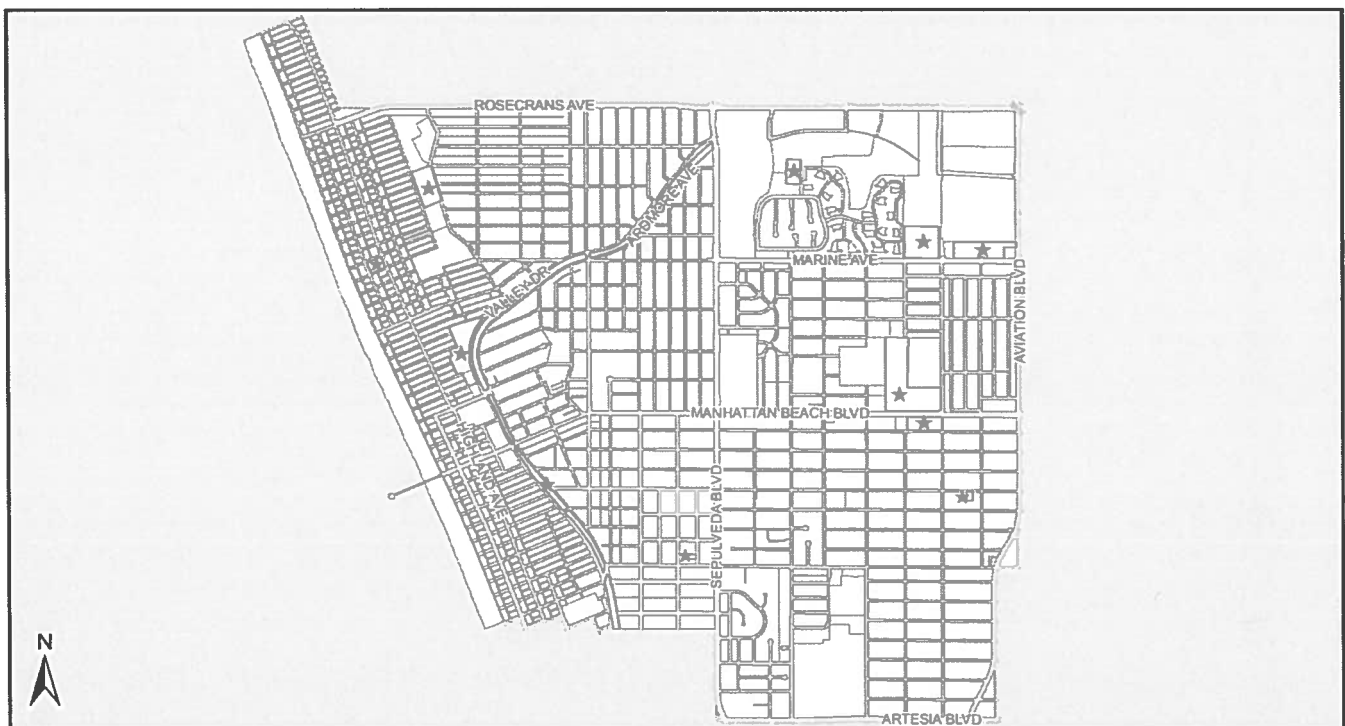 ROSECRANS AVE
ARDMORE AVE
MARINE AVE
VALLEY DR
AVIATION BLVD
MANHATTAN BEACH BLVD
HIGHLAND AVE
SEPULVEDA BLVD
N
ARTESIA BLVD